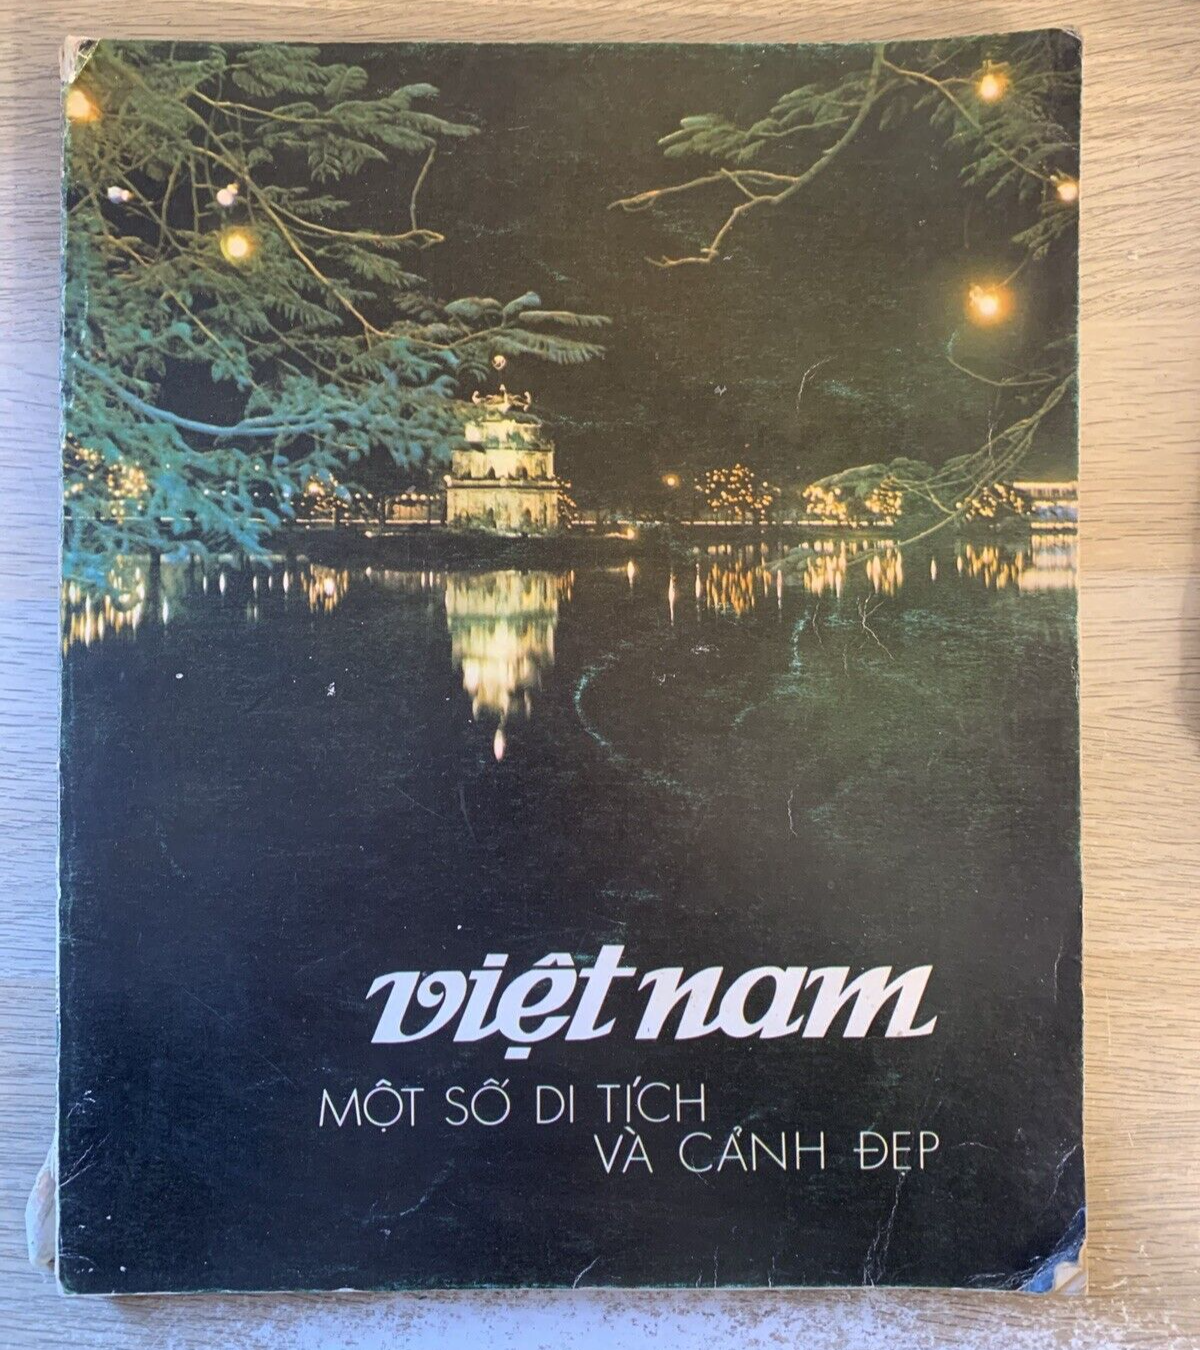 việt nam
MỘT SỐ DI TÍCH
VÀ CẢNH ĐẸP